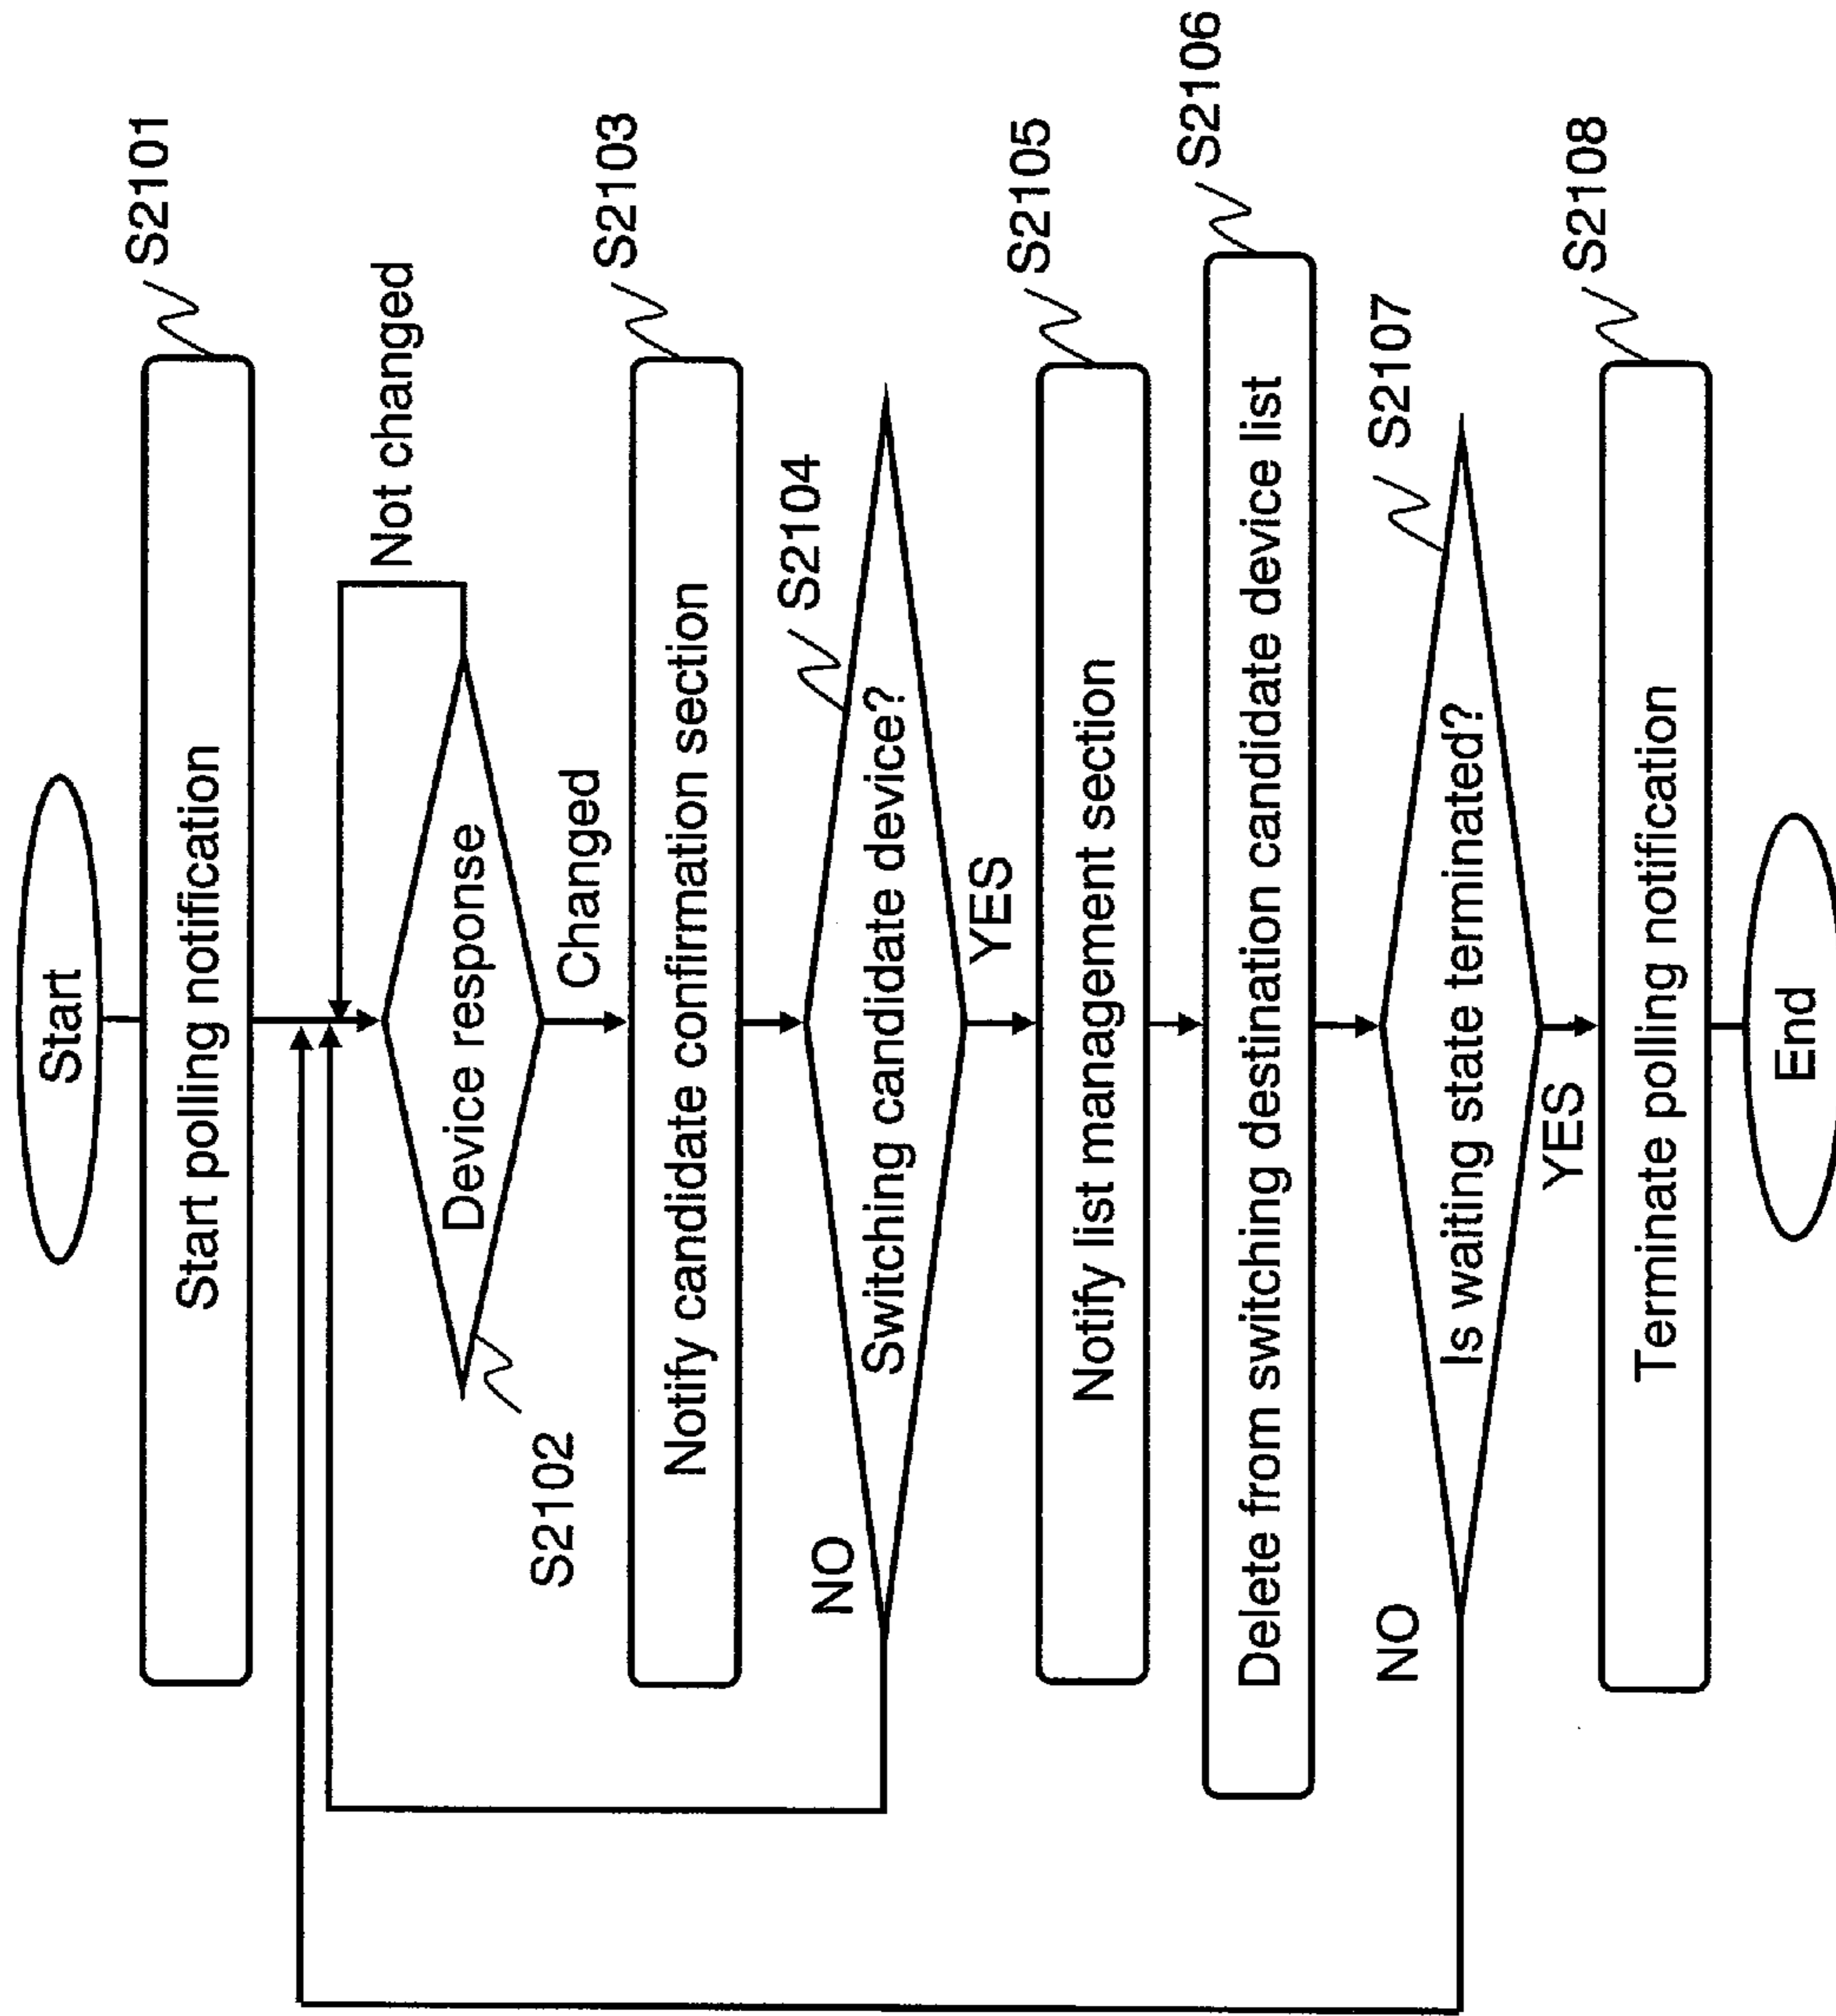 Start
S2101
Start polling notification
Not changed
Device response
S2102
Changed
S2103
Notify candidate confirmation section
S2104
Switching candidate device?
NO
YES
S2105
Notify list management section
S2106
Delete from switching destination candidate device list
S2107
Is waiting state terminated?
NO
YES
S2108
Terminate polling notification
End